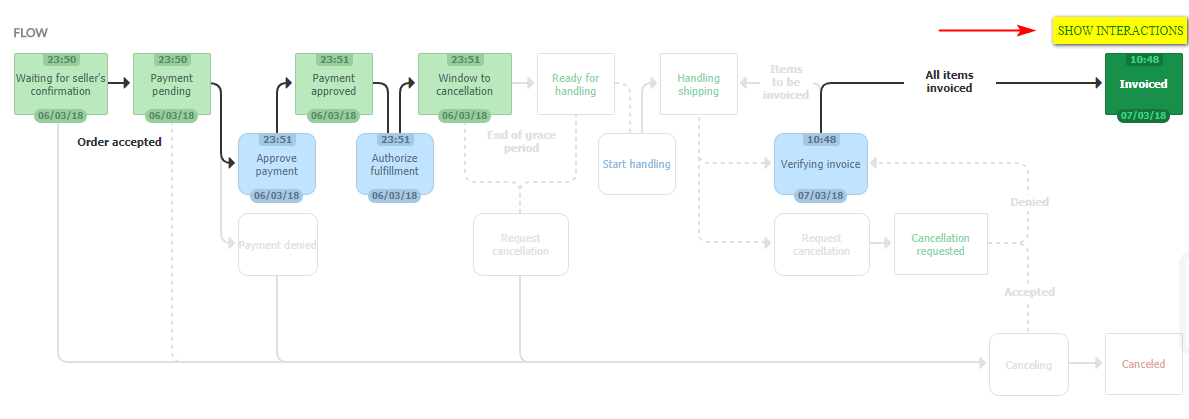 FLOW
SHOW INTERACTIONS
23:50
Waiting for seller's
confirmation
06/03/18
23:50
Payment
pending
06/03/18
23:51
Payment
approved
06/03/18
23:51
Window to
cancellation
06/03/18
Ready for
handling
Handling
shipping
Items
to be
invoiced
All items
invoiced
10:48
Invoiced
07/03/18
Order accepted
23:51
Approve
payment
06/03/18
23:51
Authorize
fulfillment
06/03/18
End of grace
period
Start handling
10:48
Verifying invoice
07/03/18
Denied
Payment denied
Request
cancellation
Request
cancellation
Cancellation
requested
Accepted
Canceling
Canceled